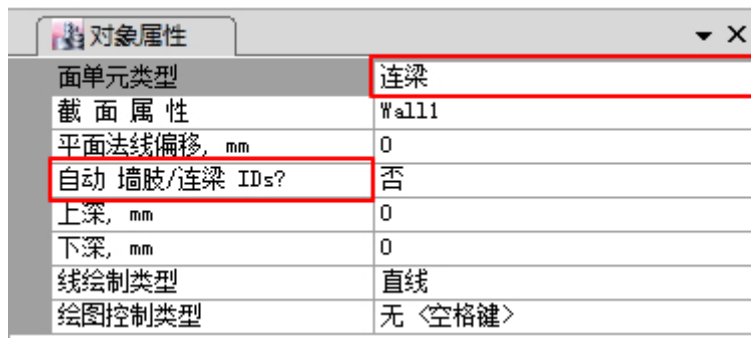 对象属性
面单元类型 连梁
截 面 属 性 Wall1
平面法线偏移, mm 0
自动 墙肢/连梁 IDs? 否
上深, mm 0
下深, mm 0
线绘制类型 直线
绘图控制类型 无 <空格键>